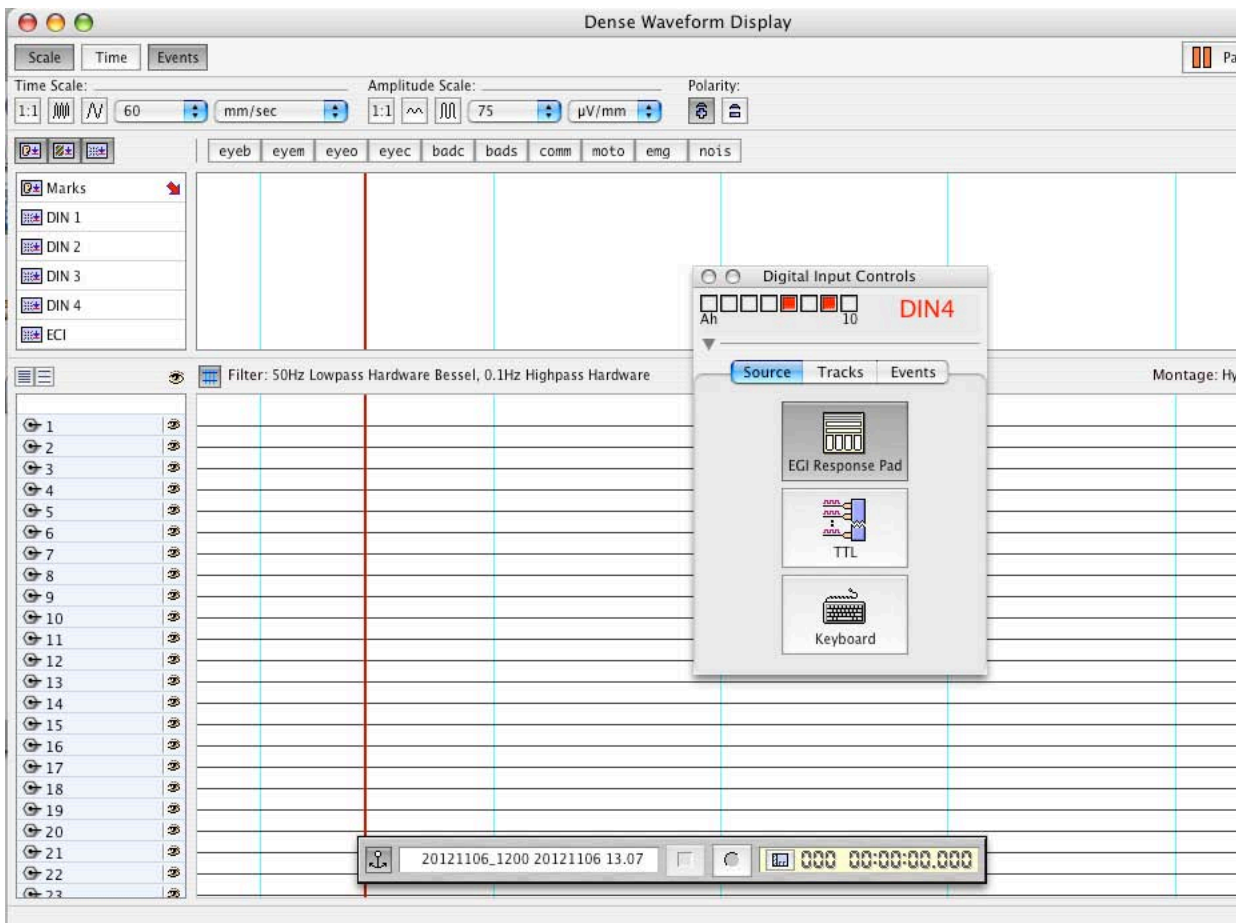 Dense Waveform Display
Scale Time Events
Time Scale: Amplitude Scale: Polarity:
1:1 60 mm/sec 1:1 75 µV/mm
eyeb eyem eyeo eyec badc bads comm moto emg nois
Marks
DIN 1
DIN 2
DIN 3
DIN 4
ECI
Digital Input Controls
DIN4
Ah 10
Source Tracks Events
EGI Response Pad
TTL
Keyboard
Filter: 50Hz Lowpass Hardware Bessel, 0.1Hz Highpass Hardware
Montage: Hy
1
2
3
4
5
6
7
8
9
10
11
12
13
14
15
16
17
18
19
20
21
22
23
20121106_1200 20121106 13.07
000 00:00:00.000